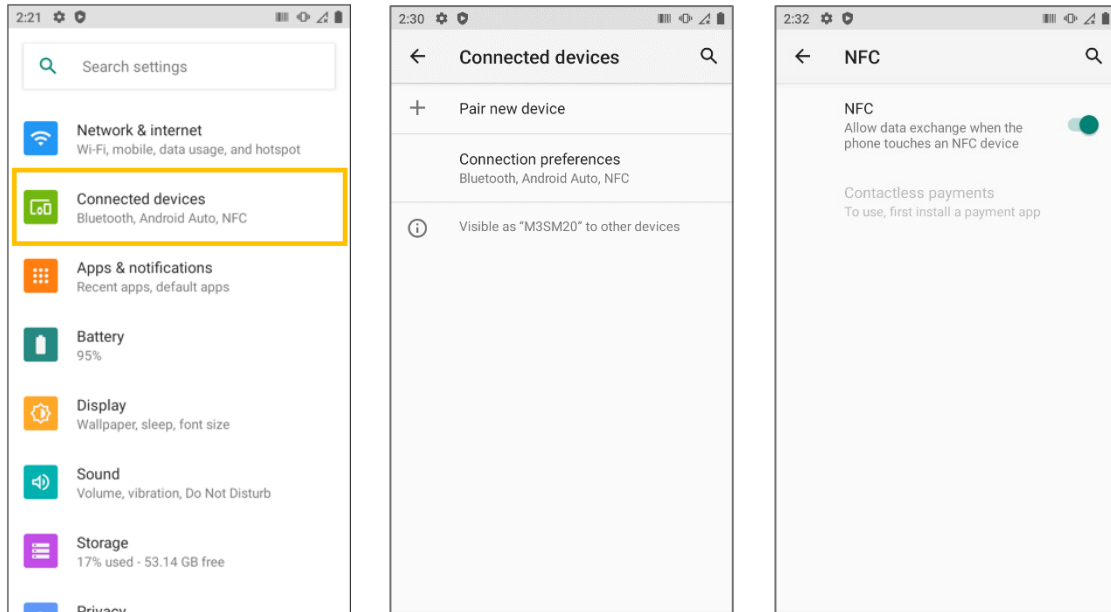 2:21
Search settings
Network & internet
Wi-Fi, mobile, data usage, and hotspot
Connected devices
Bluetooth, Android Auto, NFC
Apps & notifications
Recent apps, default apps
Battery
95%
Display
Wallpaper, sleep, font size
Sound
Volume, vibration, Do Not Disturb
Storage
17% used - 53.14 GB free
Privacy
2:30
Connected devices
Pair new device
Connection preferences
Bluetooth, Android Auto, NFC
Visible as “M3SM20” to other devices
2:32
NFC
NFC
Allow data exchange when the
phone touches an NFC device
Contactless payments
To use, first install a payment app